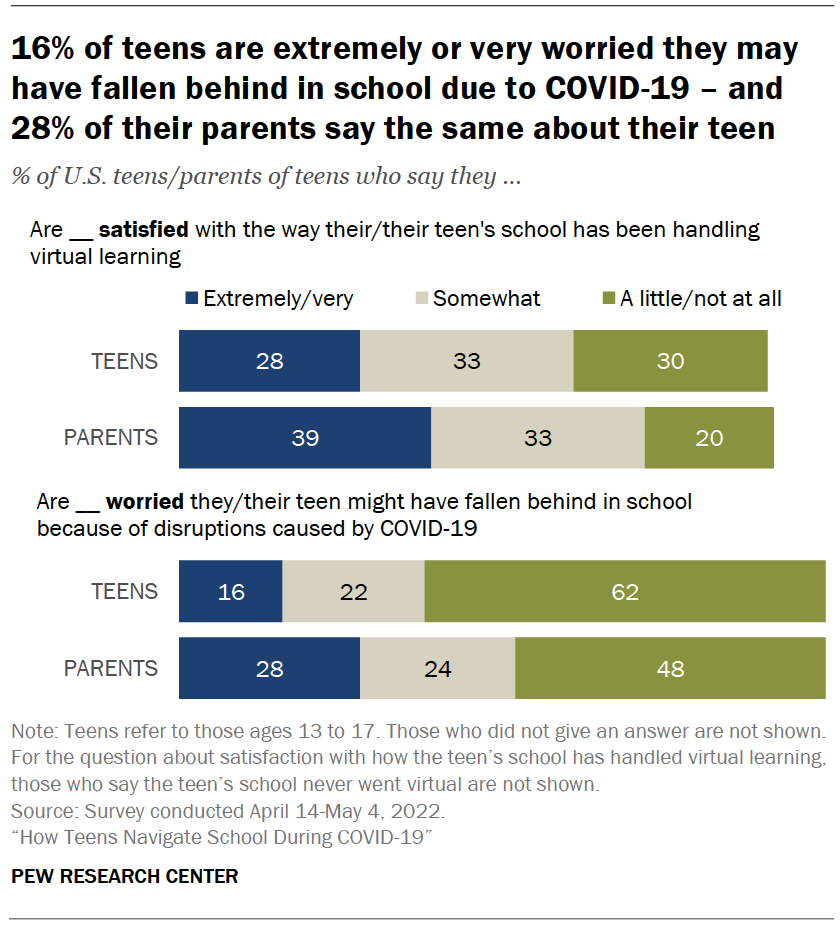 16% of teens are extremely or very worried they may
have fallen behind in school due to COVID-19 – and
28% of their parents say the same about their teen
% of U.S. teens/parents of teens who say they ...
Are __ satisfied with the way their/their teen's school has been handling
virtual learning
Extremely/very Somewhat A little/not at all
TEENS 28 33 30
PARENTS 39 33 20
Are __ worried they/their teen might have fallen behind in school
because of disruptions caused by COVID-19
TEENS 16 22 62
PARENTS 28 24 48
Note: Teens refer to those ages 13 to 17. Those who did not give an answer are not shown.
For the question about satisfaction with how the teen’s school has handled virtual learning,
those who say the teen’s school never went virtual are not shown.
Source: Survey conducted April 14-May 4, 2022.
“How Teens Navigate School During COVID-19”
PEW RESEARCH CENTER